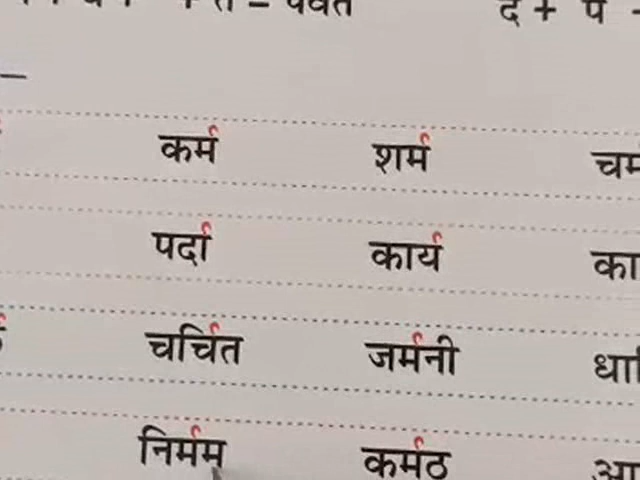 पर्वत द + प
कर्म शर्म
पर्दा कार्य
चर्चित जर्मनी
निर्मम कर्मठ